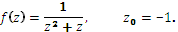 f(z) = 1/(z² + z), z₀ = −1.